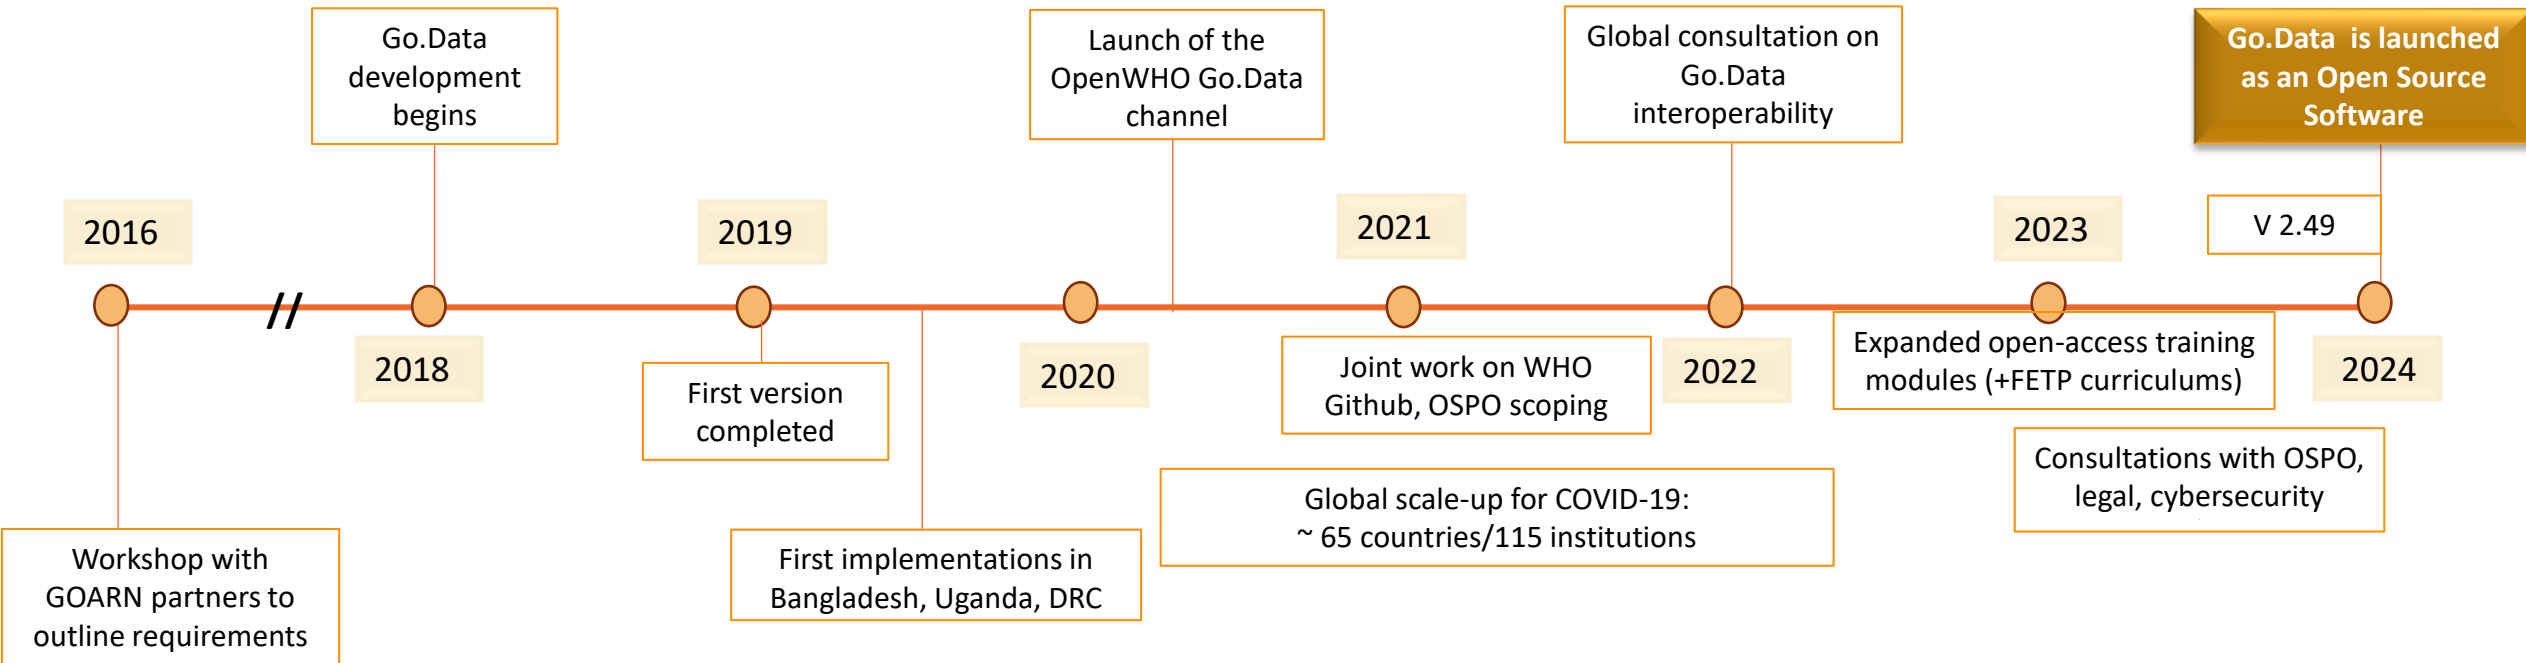 Go.Data
development
begins
Launch of the
OpenWHO Go.Data
channel
Global consultation on
Go.Data
interoperability
Go.Data is launched
as an Open Source
Software
2016
2019
2021
2023
V 2.49
//
2018
2020
2022
2024
First version
completed
Joint work on WHO
Github, OSPO scoping
Expanded open-access training
modules (+FETP curriculums)
Consultations with OSPO,
legal, cybersecurity
Global scale-up for COVID-19:
~ 65 countries/115 institutions
Workshop with
GOARN partners to
outline requirements
First implementations in
Bangladesh, Uganda, DRC